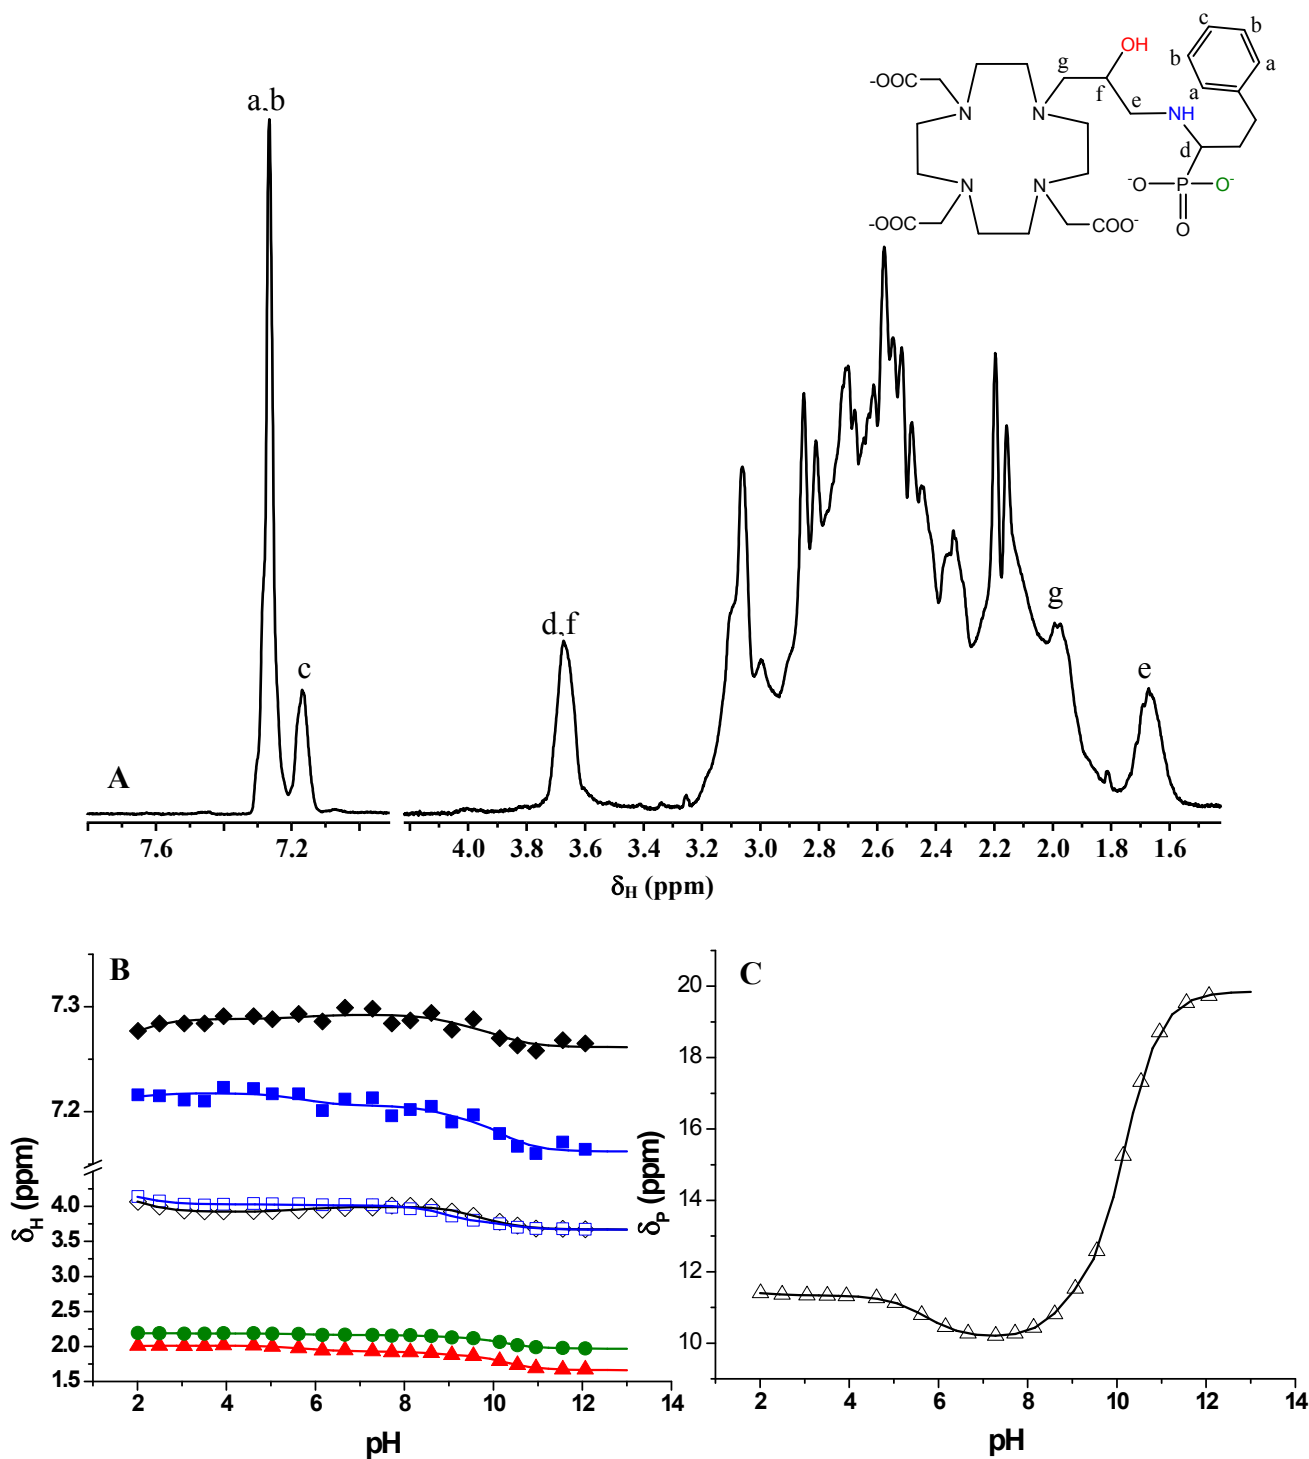 c
b
b
a
a
OH
g
f
e
-OOC
N
N
NH
d
-O
P
O-
O
N
N
-OOC
COO-
a,b
d,f
c
g
e
A
7.6 7.2 4.0 3.8 3.6 3.4 3.2 3.0 2.8 2.6 2.4 2.2 2.0 1.8 1.6
δH (ppm)
B
7.3
7.2
4.0
3.5
3.0
2.5
2.0
1.5
δH (ppm)
2 4 6 8 10 12 14
pH
C
20
18
16
14
12
10
δP (ppm)
2 4 6 8 10 12 14
pH